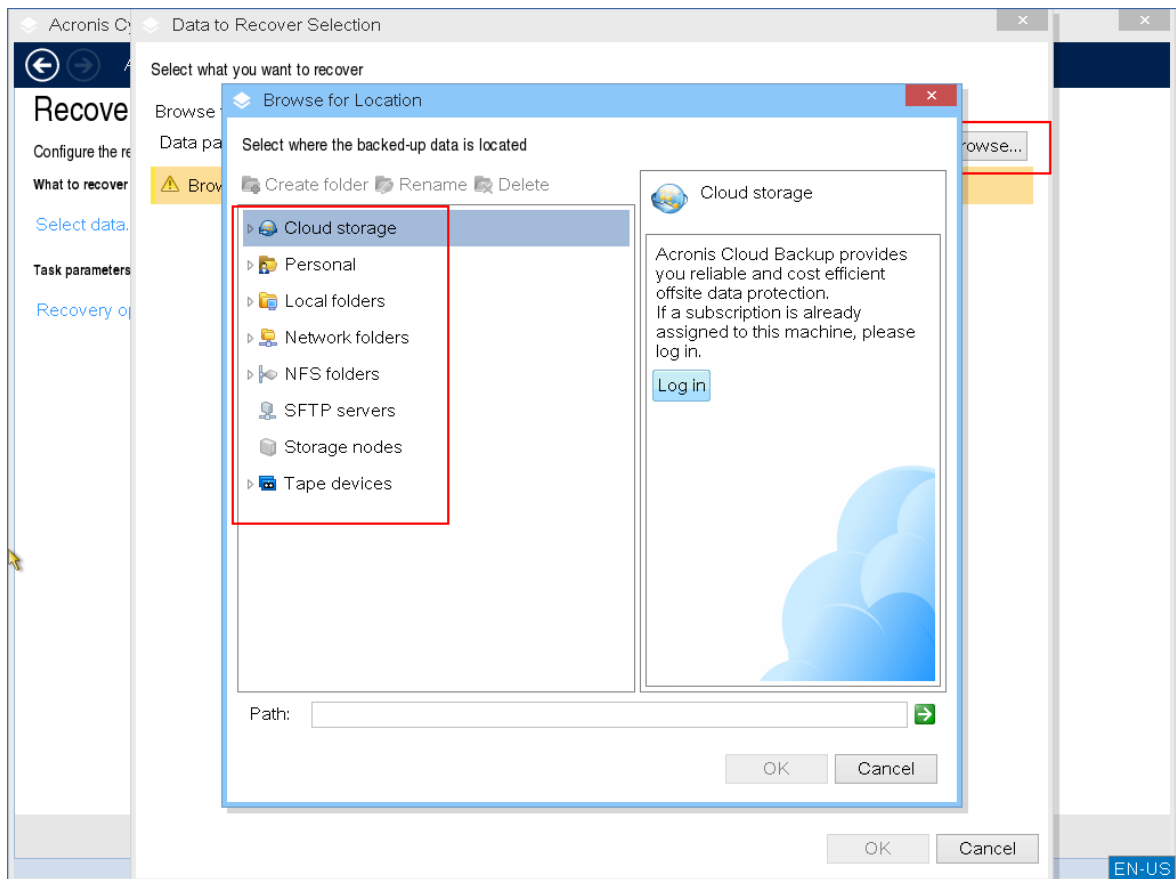 Acronis Cy
Data to Recover Selection
Select what you want to recover
Recove
Browse
Browse for Location
Configure the re
Data pa
Select where the backed-up data is located
rowse...
What to recover
Brow
Create folder Rename Delete
Cloud storage
Select data.
Cloud storage
Personal
Acronis Cloud Backup provides
you reliable and cost efficient
offsite data protection.
If a subscription is already
assigned to this machine, please
log in.
Task parameters
Local folders
Recovery op
Network folders
NFS folders
Log in
SFTP servers
Storage nodes
Tape devices
Path:
OK Cancel
OK Cancel
EN-US